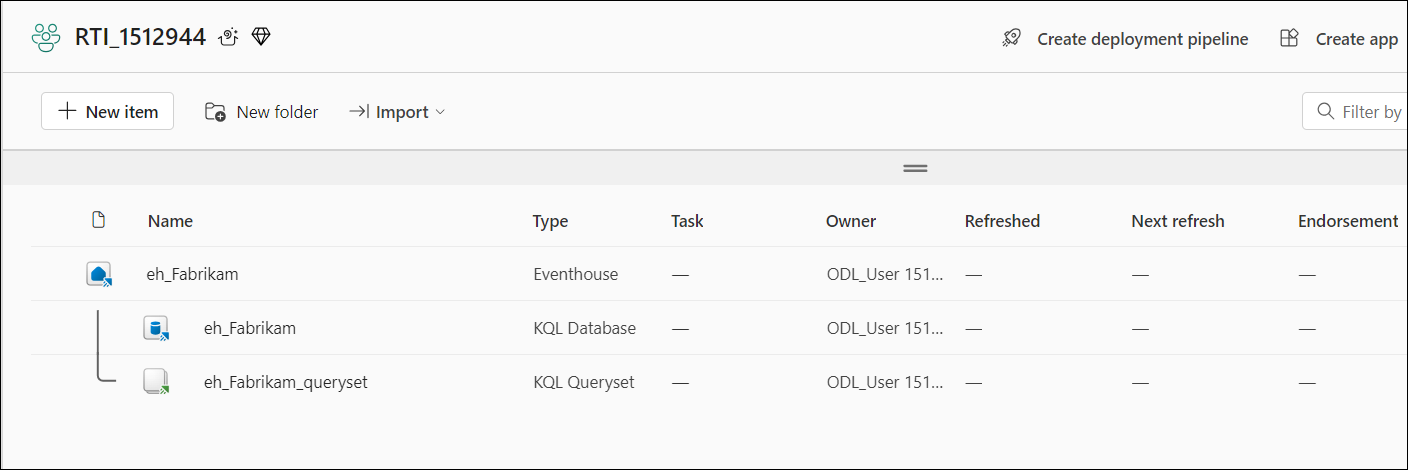 RTI_1512944
Create deployment pipeline
Create app
New item
New folder
Import
Filter by
Name Type Task Owner Refreshed Next refresh Endorsement
eh_Fabrikam Eventhouse — ODL_User 151... — — —
eh_Fabrikam KQL Database — ODL_User 151... — — —
eh_Fabrikam_queryset KQL Queryset — ODL_User 151... — — —